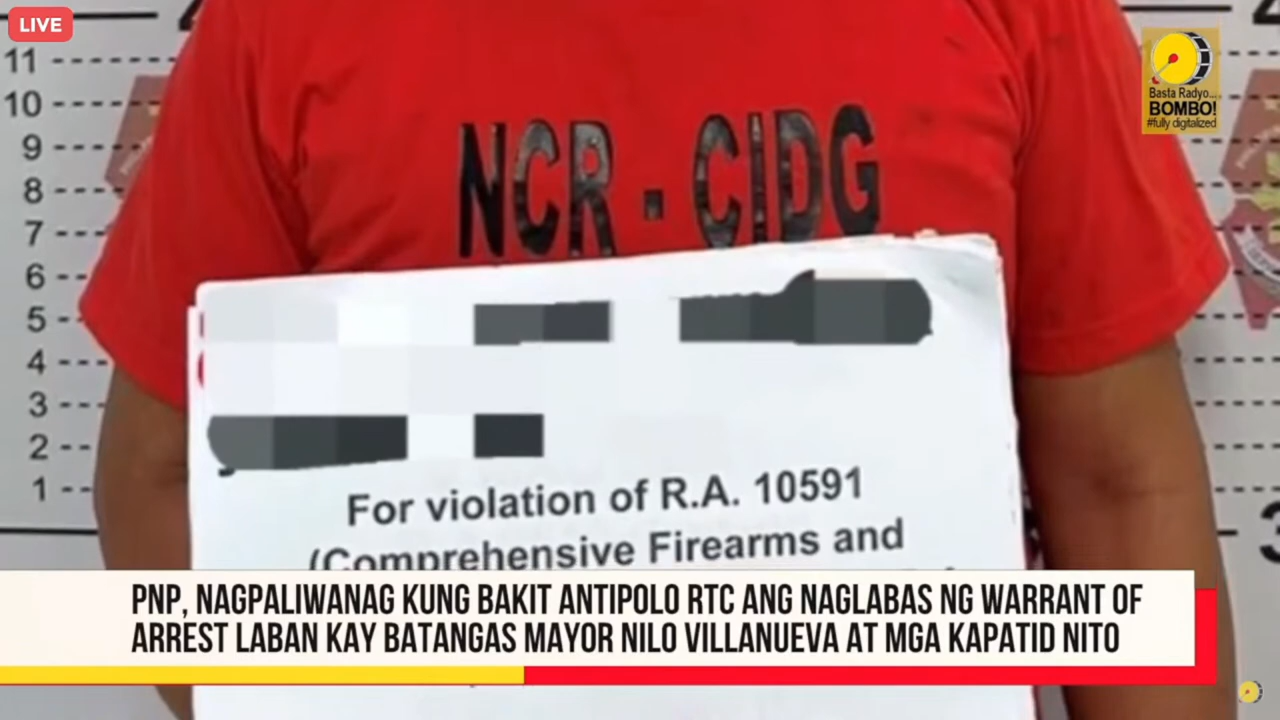 LIVE
11
10
9
8
7
6
5
4
3
2
1
Basta Radyo...
BOMBO!
#fully digitalized
NCR - CIDG
For violation of R.A. 10591
(Comprehensive Firearms and
PNP, NAGPALIWANAG KUNG BAKIT ANTIPOLO RTC ANG NAGLABAS NG WARRANT OF
ARREST LABAN KAY BATANGAS MAYOR NILO VILLANUEVA AT MGA KAPATID NITO